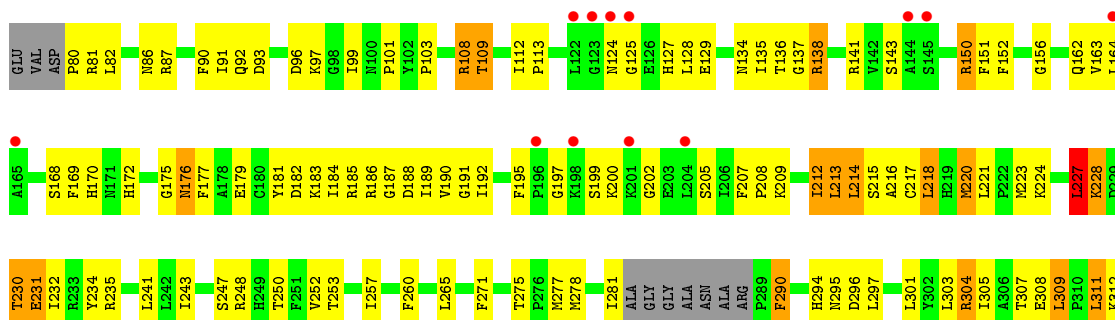 GLU VAL ASP P80 R81 L82 N86 R87 F90 I91 Q92 D93 D96 K97 G98 I99 N100 P101 Y102 P103 R108 T109 I112 P113 L122 G123 N124 G125 E126 H127 L128 E129 N134 I135 T136 G137 R138 R141 V142 S143 A144 S145 R150 F151 F152 G156 Q162 V163 L164
A165 S168 F169 H170 N171 H172 G175 N176 F177 A178 E179 C180 Y181 D182 K183 I184 R185 R186 G187 D188 I189 V190 G191 I192 F195 P196 G197 K198 S199 K200 K201 G202 E203 L204 S205 I206 F207 P208 K209 I212 L213 L214 S215 A216 C217 L218 H219 M220 L221 P222 M223 K224 L227 K228
T230 E231 I232 R233 Y234 R235 L241 L242 I243 S247 R248 H249 T250 F251 V252 T253 I257 F260 L265 F271 T275 P276 M277 M278 I281 ALA GLY GLY ALA ASN ALA ARG P289 F290 H294 N295 D296 L297 L301 Y302 L303 R304 I305 A306 T307 E308 L309 P310 L311